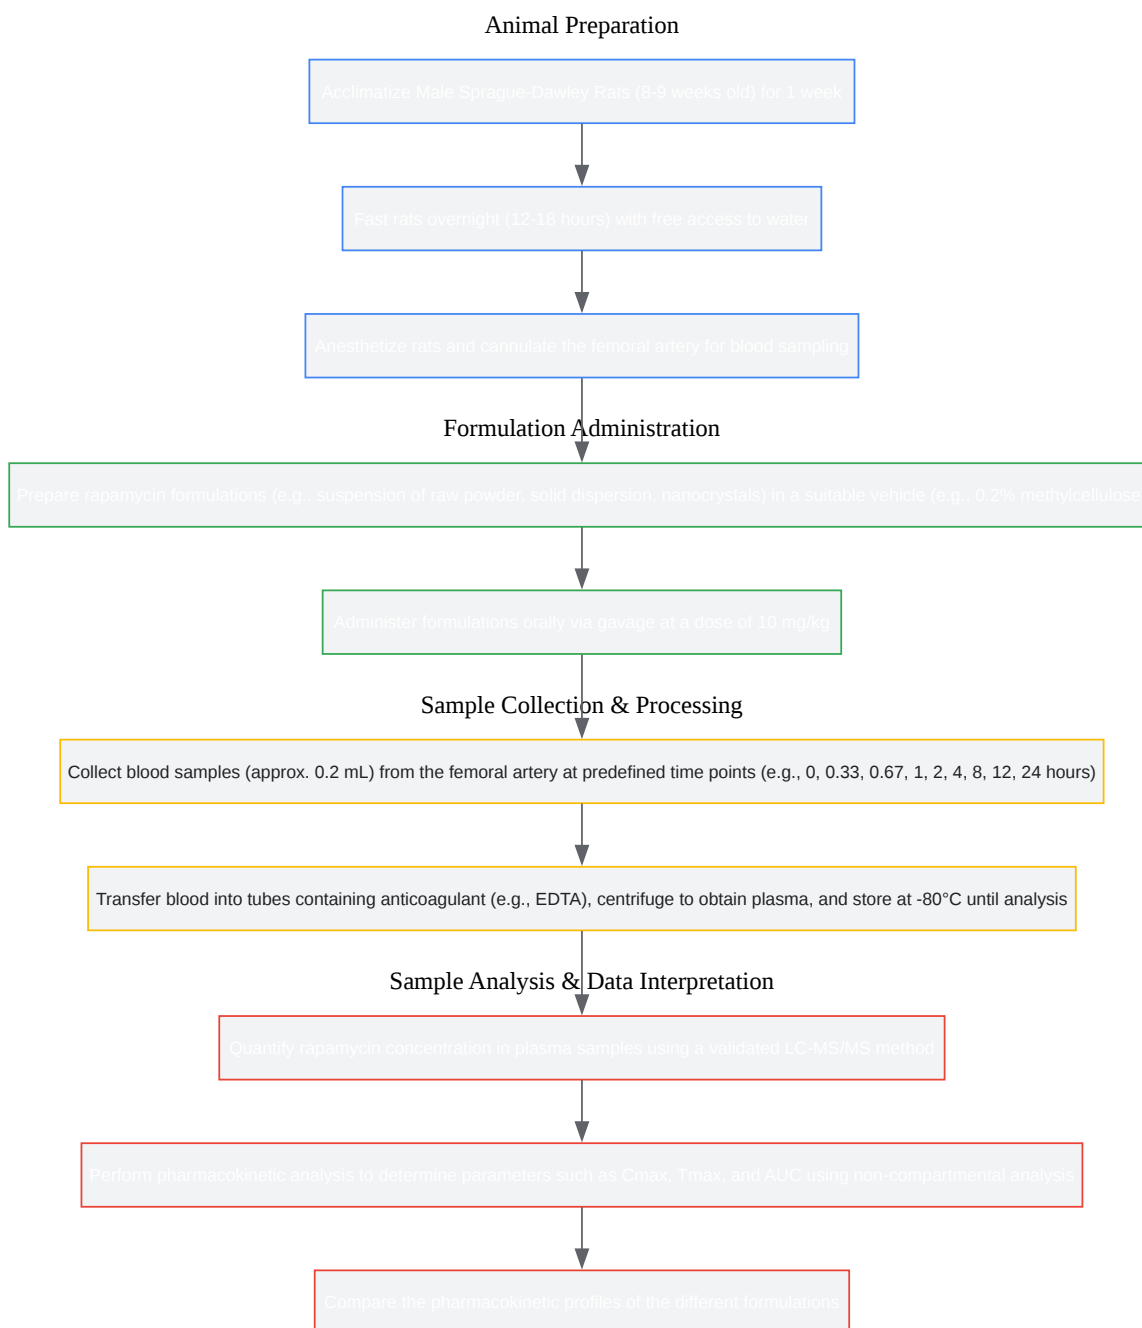 Animal Preparation
Acclimatize Male Sprague-Dawley Rats (8-9 weeks old) for 1 week
Fast rats overnight (12-18 hours) with free access to water
Anesthetize rats and cannulate the femoral artery for blood sampling
Formulation Administration
Prepare rapamycin formulations (e.g., suspension of raw powder, solid dispersion, nanocrystals) in a suitable vehicle (e.g., 0.2% methylcellulose
Administer formulations orally via gavage at a dose of 10 mg/kg
Sample Collection & Processing
Collect blood samples (approx. 0.2 mL) from the femoral artery at predefined time points (e.g., 0, 0.33, 0.67, 1, 2, 4, 8, 12, 24 hours)
Transfer blood into tubes containing anticoagulant (e.g., EDTA), centrifuge to obtain plasma, and store at -80°C until analysis
Sample Analysis & Data Interpretation
Quantify rapamycin concentration in plasma samples using a validated LC-MS/MS method
Perform pharmacokinetic analysis to determine parameters such as Cmax, Tmax, and AUC using non-compartmental analysis
Compare the pharmacokinetic profiles of the different formulations